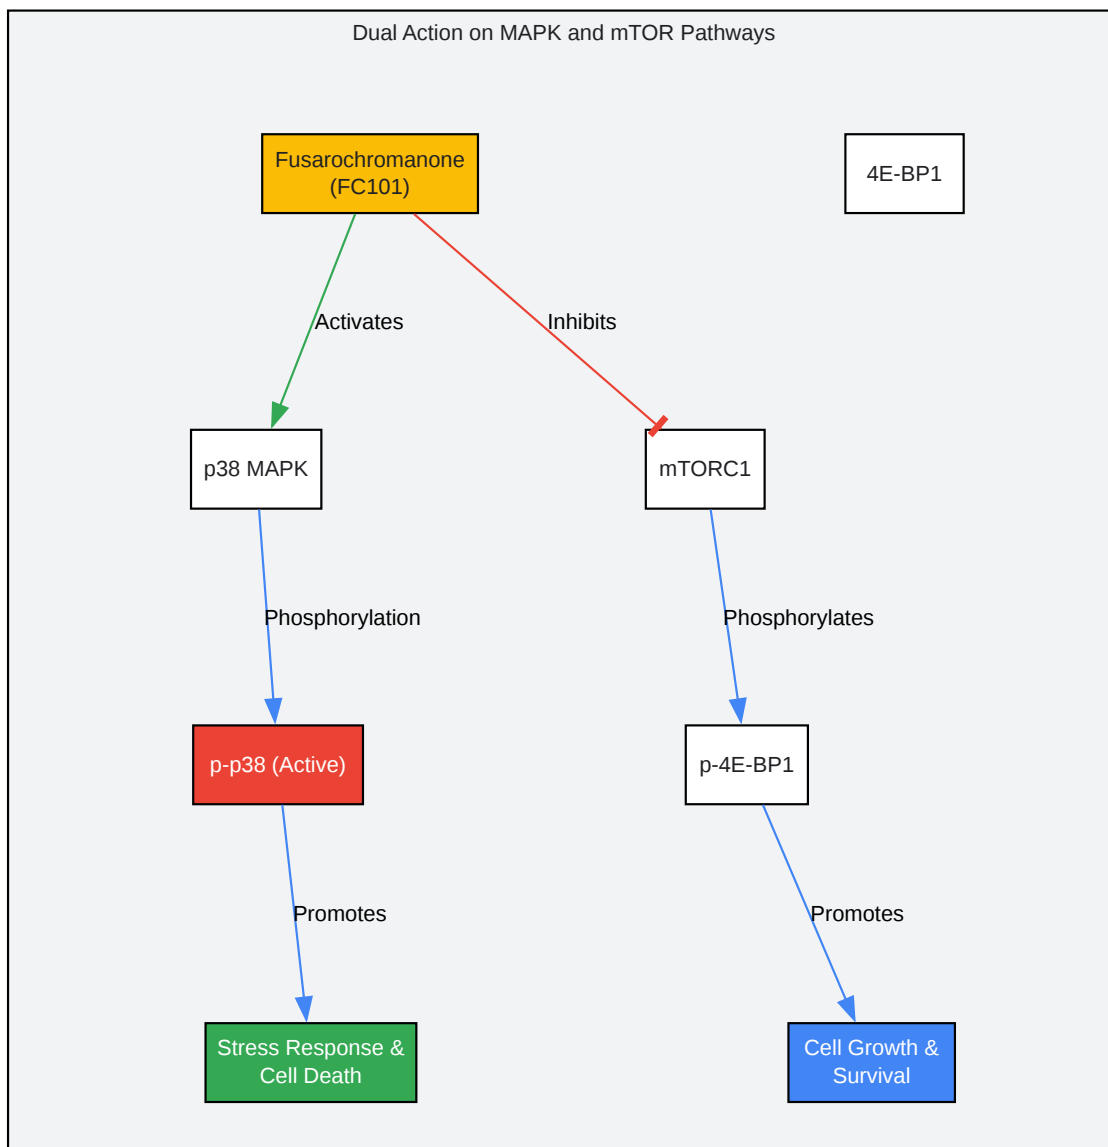 Dual Action on MAPK and mTOR Pathways
Fusarochromanone
(FC101)
4E-BP1
Activates
Inhibits
p38 MAPK
mTORC1
Phosphorylation
Phosphorylates
p-p38 (Active)
p-4E-BP1
Promotes
Promotes
Stress Response &
Cell Death
Cell Growth &
Survival